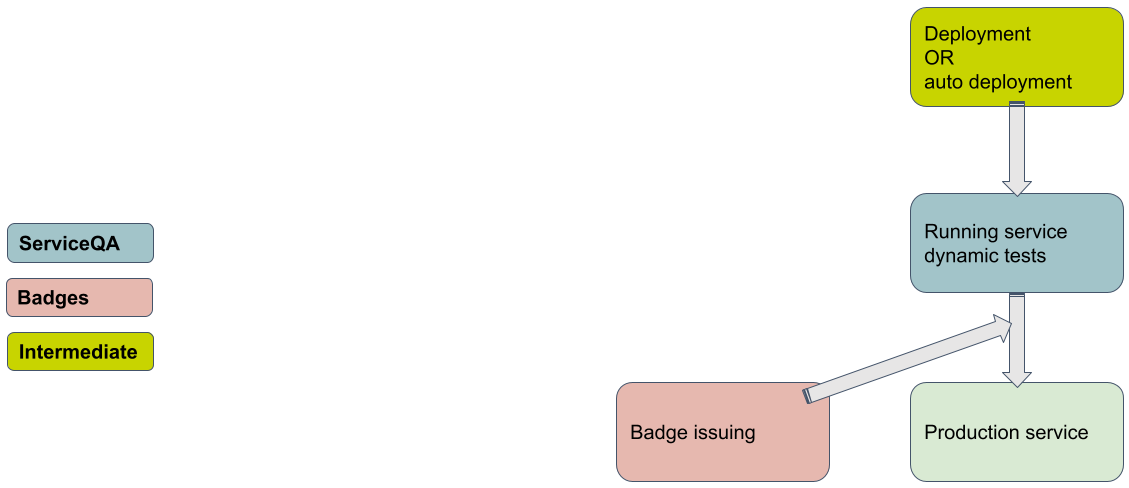 Deployment
OR
auto deployment
Running service
dynamic tests
ServiceQA
Badges
Intermediate
Badge issuing
Production service